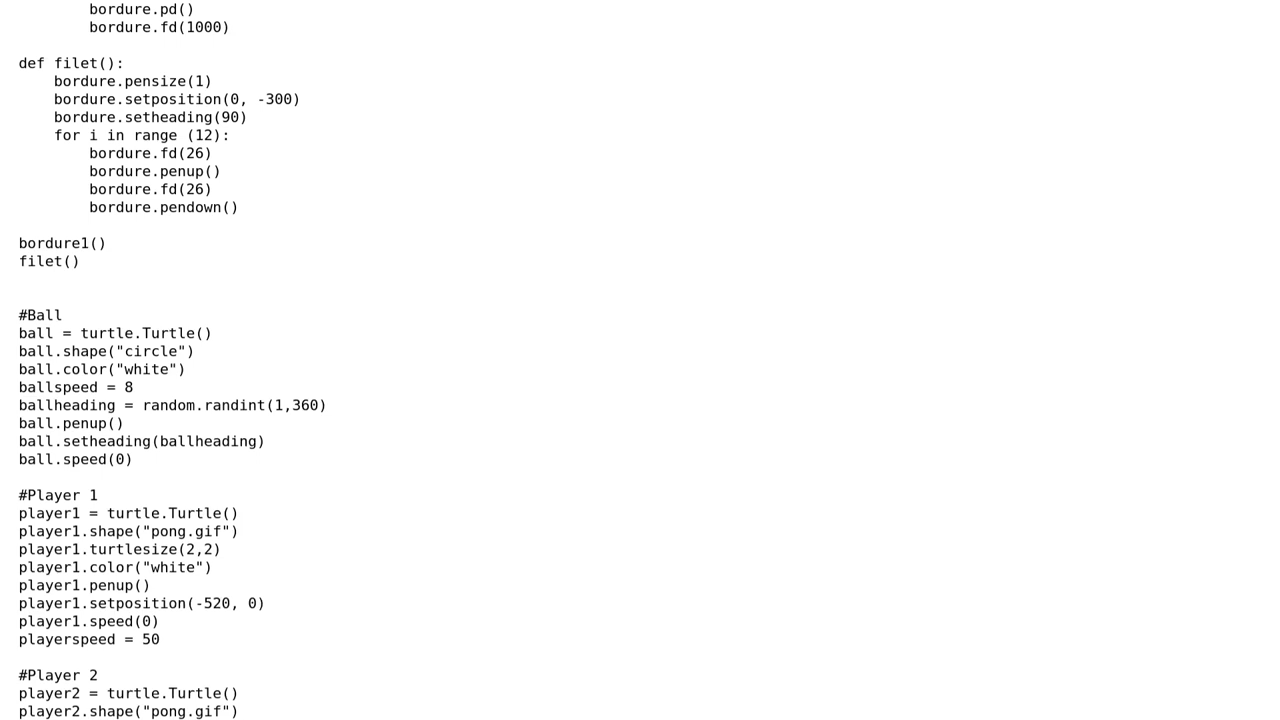 bordure.pd()
        bordure.fd(1000)

def filet():
    bordure.pensize(1)
    bordure.setposition(0, -300)
    bordure.setheading(90)
    for i in range (12):
        bordure.fd(26)
        bordure.penup()
        bordure.fd(26)
        bordure.pendown()

bordure1()
filet()


#Ball
ball = turtle.Turtle()
ball.shape("circle")
ball.color("white")
ballspeed = 8
ballheading = random.randint(1,360)
ball.penup()
ball.setheading(ballheading)
ball.speed(0)

#Player 1
player1 = turtle.Turtle()
player1.shape("pong.gif")
player1.turtlesize(2,2)
player1.color("white")
player1.penup()
player1.setposition(-520, 0)
player1.speed(0)
playerspeed = 50

#Player 2
player2 = turtle.Turtle()
player2.shape("pong.gif")